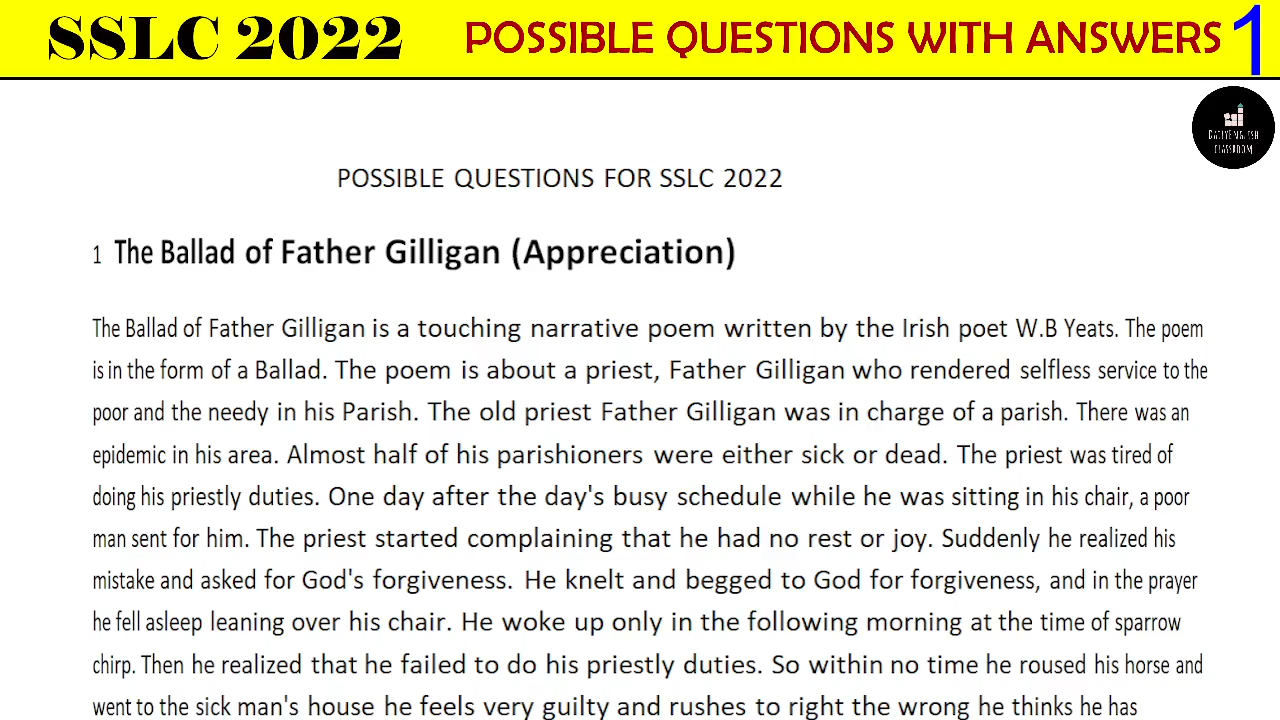 SSLC 2022 POSSIBLE QUESTIONS WITH ANSWERS 1
DAILYENGLISH
CLASSROOM
POSSIBLE QUESTIONS FOR SSLC 2022
1 The Ballad of Father Gilligan (Appreciation)
The Ballad of Father Gilligan is a touching narrative poem written by the Irish poet W.B Yeats. The poem
is in the form of a Ballad. The poem is about a priest, Father Gilligan who rendered selfless service to the
poor and the needy in his Parish. The old priest Father Gilligan was in charge of a parish. There was an
epidemic in his area. Almost half of his parishioners were either sick or dead. The priest was tired of
doing his priestly duties. One day after the day's busy schedule while he was sitting in his chair, a poor
man sent for him. The priest started complaining that he had no rest or joy. Suddenly he realized his
mistake and asked for God's forgiveness. He knelt and begged to God for forgiveness, and in the prayer
he fell asleep leaning over his chair. He woke up only in the following morning at the time of sparrow
chirp. Then he realized that he failed to do his priestly duties. So within no time he roused his horse and
went to the sick man's house he feels very guilty and rushes to right the wrong he thinks he has